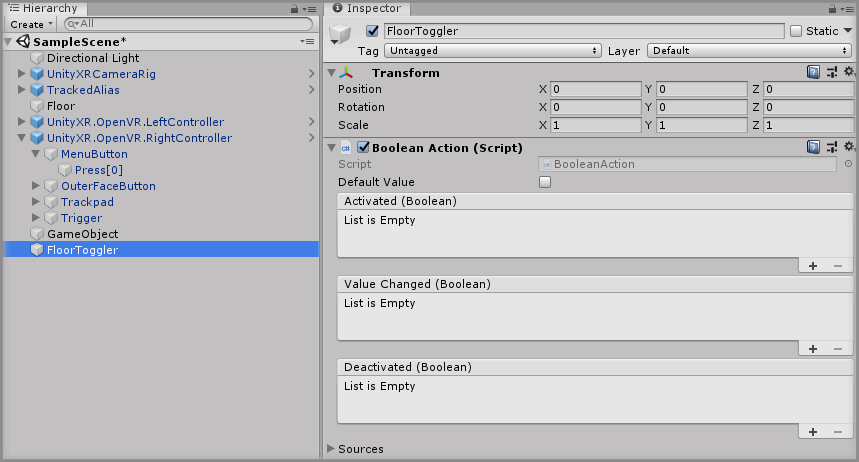 Hierarchy
Create
All
SampleScene*
Directional Light
UnityXRCameraRig
TrackedAlias
Floor
UnityXR.OpenVR.LeftController
UnityXR.OpenVR.RightController
MenuButton
Press[0]
OuterFaceButton
Trackpad
Trigger
GameObject
FloorToggler
Inspector
FloorToggler
Static
Tag Untagged Layer Default
Transform
Position X 0 Y 0 Z 0
Rotation X 0 Y 0 Z 0
Scale X 1 Y 1 Z 1
c# Boolean Action (Script)
Script BooleanAction
Default Value
Activated (Boolean)
List is Empty
+ −
Value Changed (Boolean)
List is Empty
+ −
Deactivated (Boolean)
List is Empty
+ −
Sources